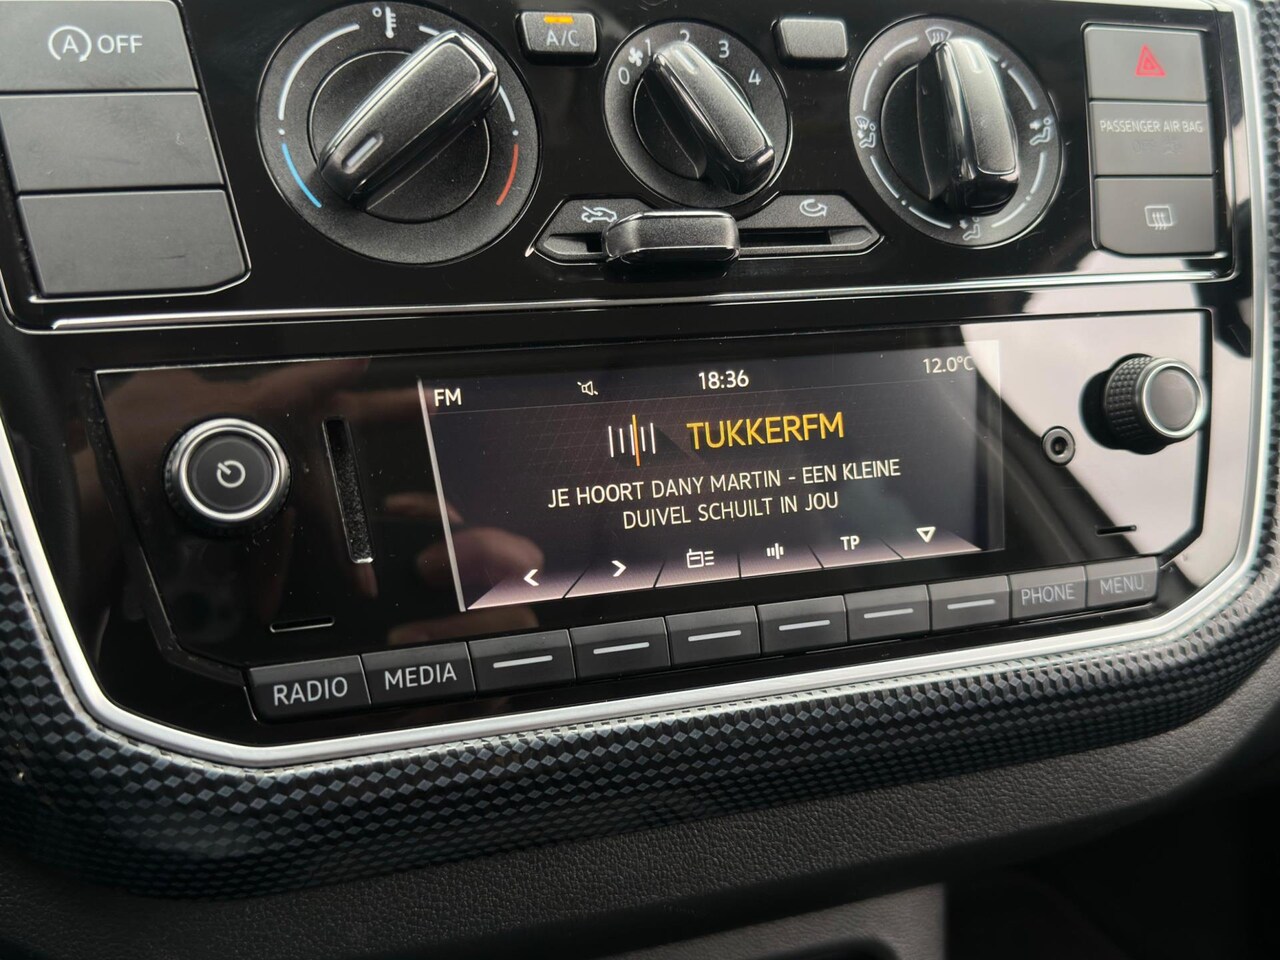 A OFF
A/C
0 1 2 3 4
PASSENGER AIR BAG
FM 18:36 12.0°C
TUKKERFM
JE HOORT DANY MARTIN - EEN KLEINE
DUIVEL SCHUILT IN JOU
< > TP
RADIO MEDIA PHONE MENU